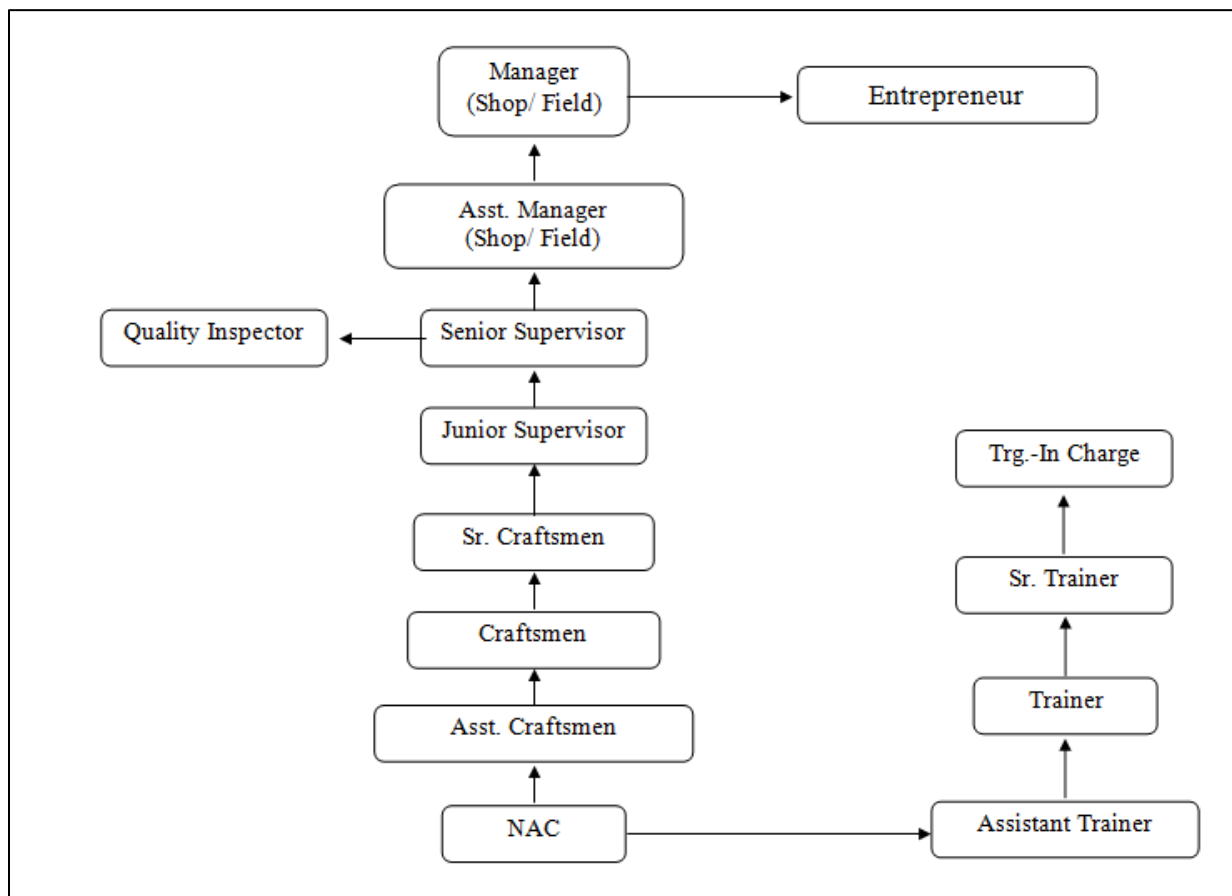 Manager
(Shop/ Field)
Entrepreneur
Asst. Manager
(Shop/ Field)
Quality Inspector
Senior Supervisor
Junior Supervisor
Trg.-In Charge
Sr. Craftsmen
Sr. Trainer
Craftsmen
Trainer
Asst. Craftsmen
NAC
Assistant Trainer